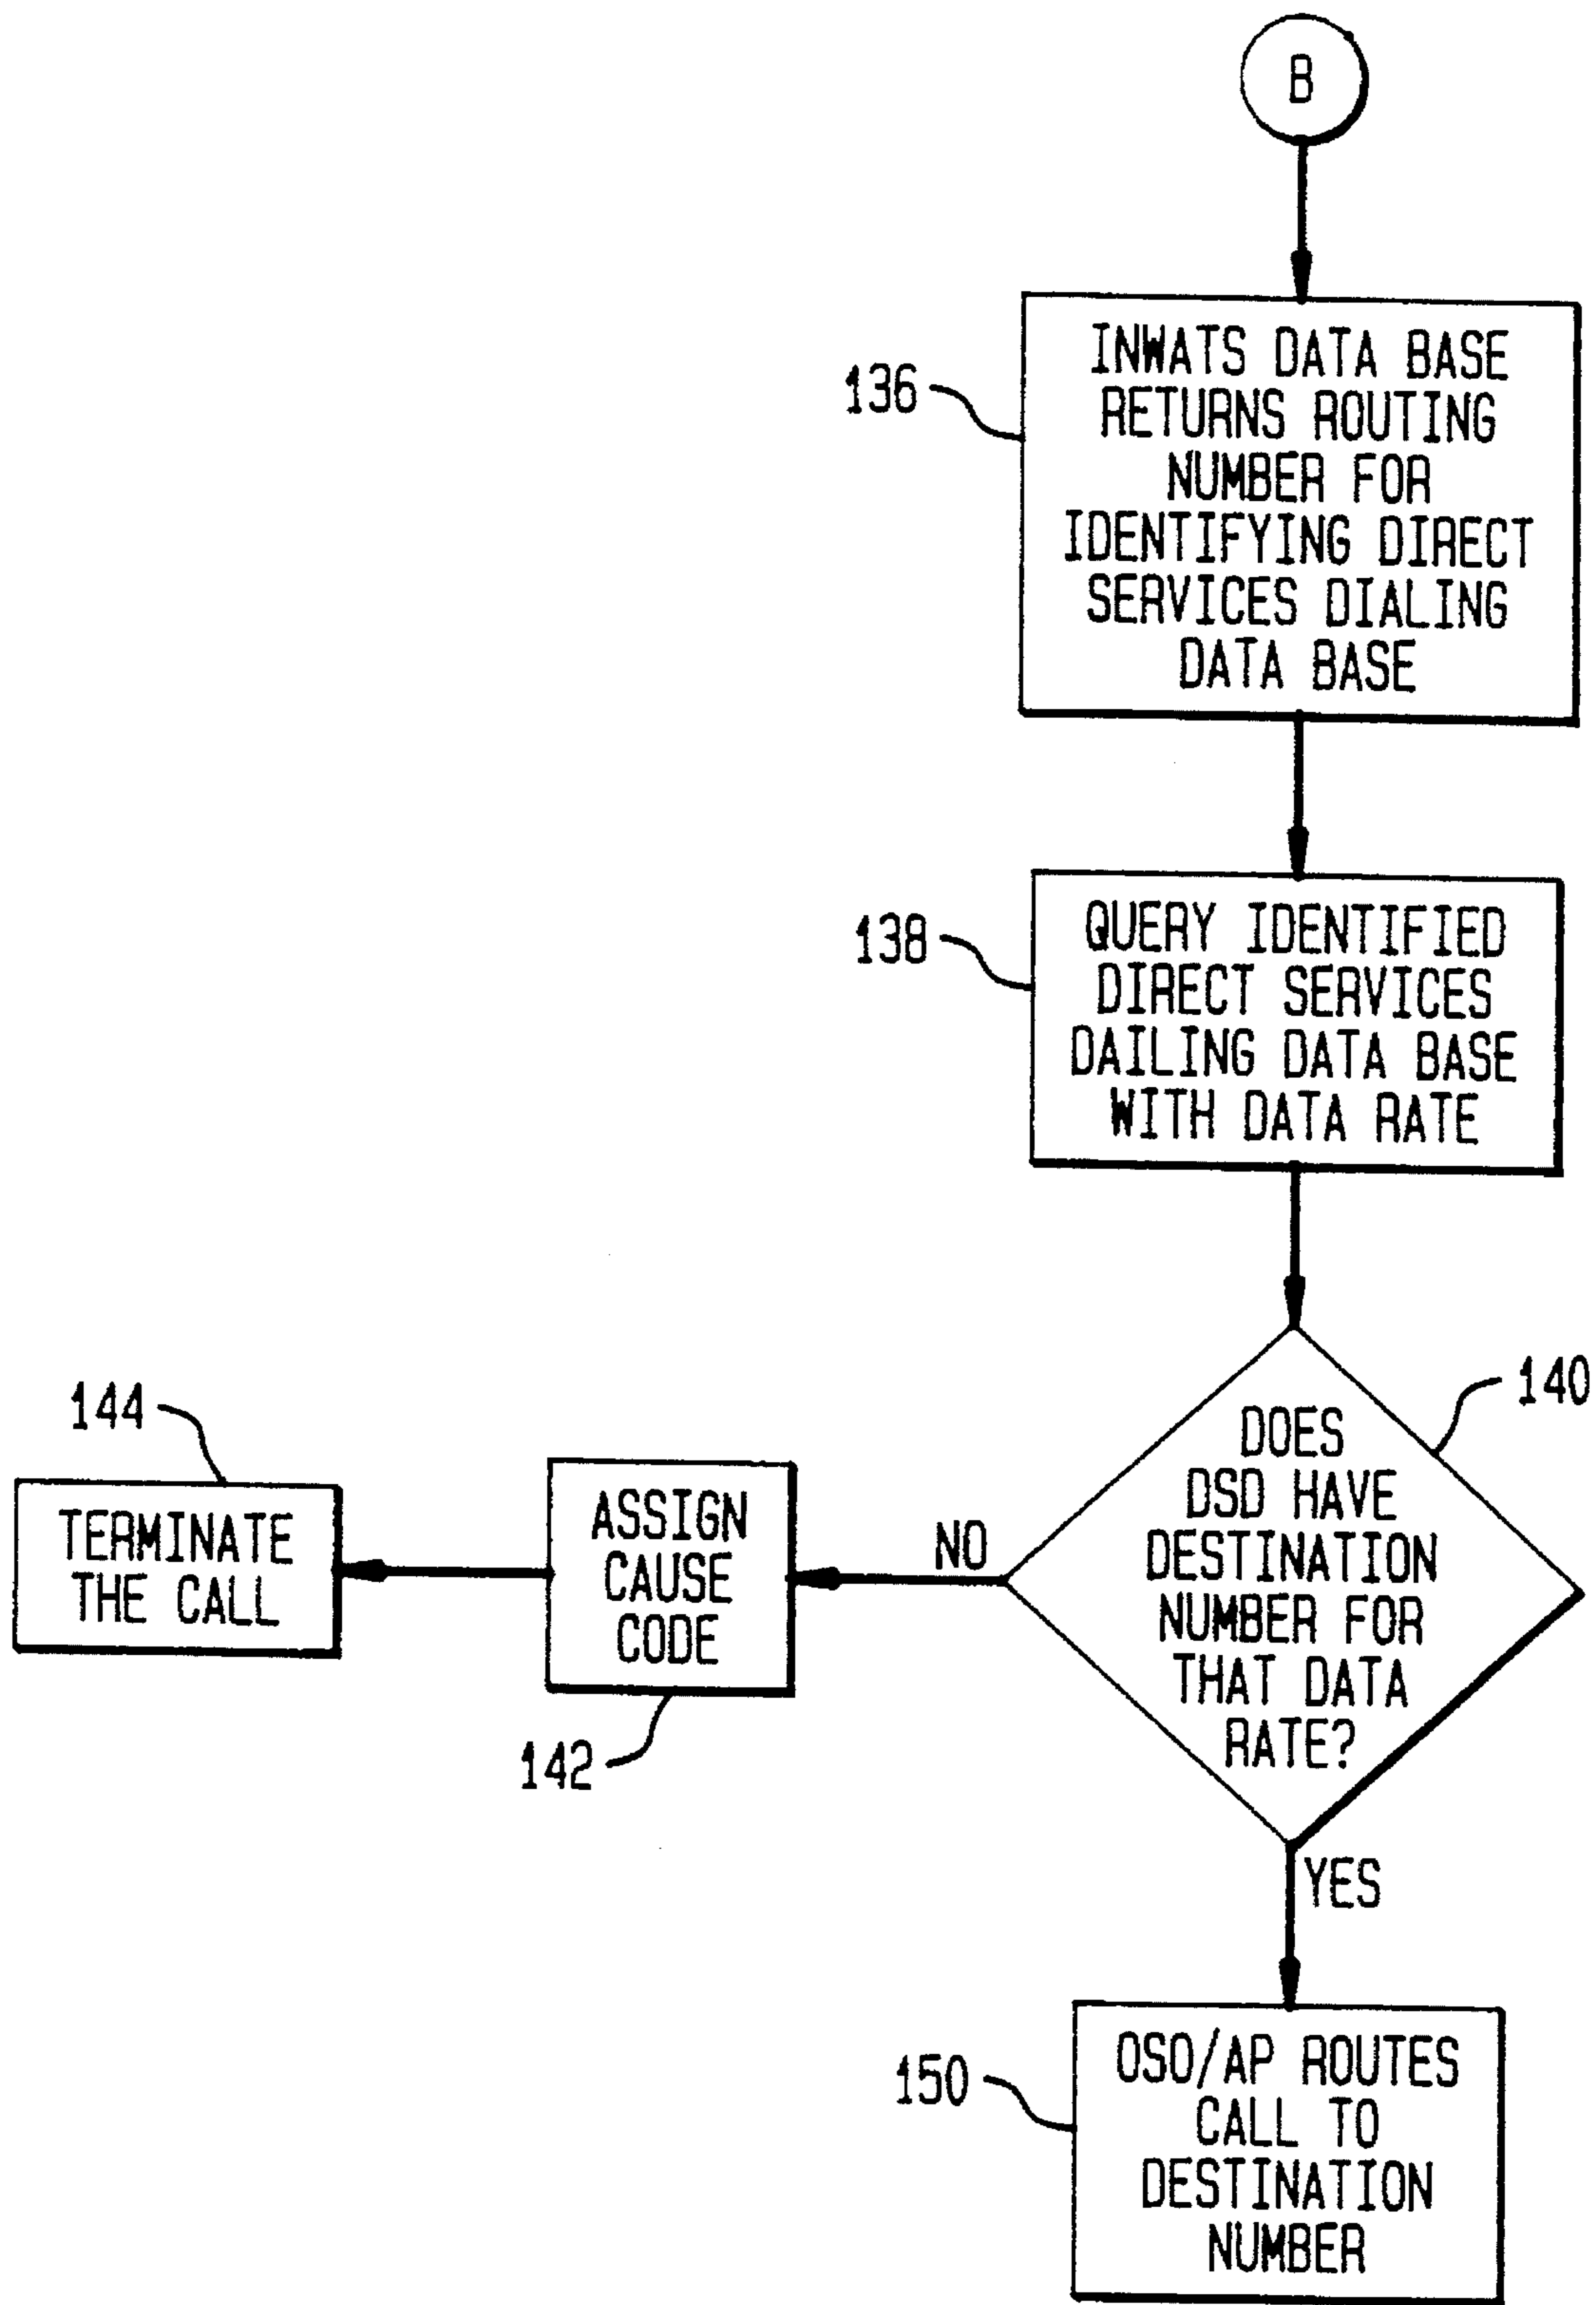 B
136
INWATS DATA BASE
RETURNS ROUTING
NUMBER FOR
IDENTIFYING DIRECT
SERVICES DIALING
DATA BASE
138
QUERY IDENTIFIED
DIRECT SERVICES
DAILING DATA BASE
WITH DATA RATE
140
DOES
DSD HAVE
DESTINATION
NUMBER FOR
THAT DATA
RATE?
NO
ASSIGN
CAUSE
CODE
142
144
TERMINATE
THE CALL
YES
150
OSO/AP ROUTES
CALL TO
DESTINATION
NUMBER